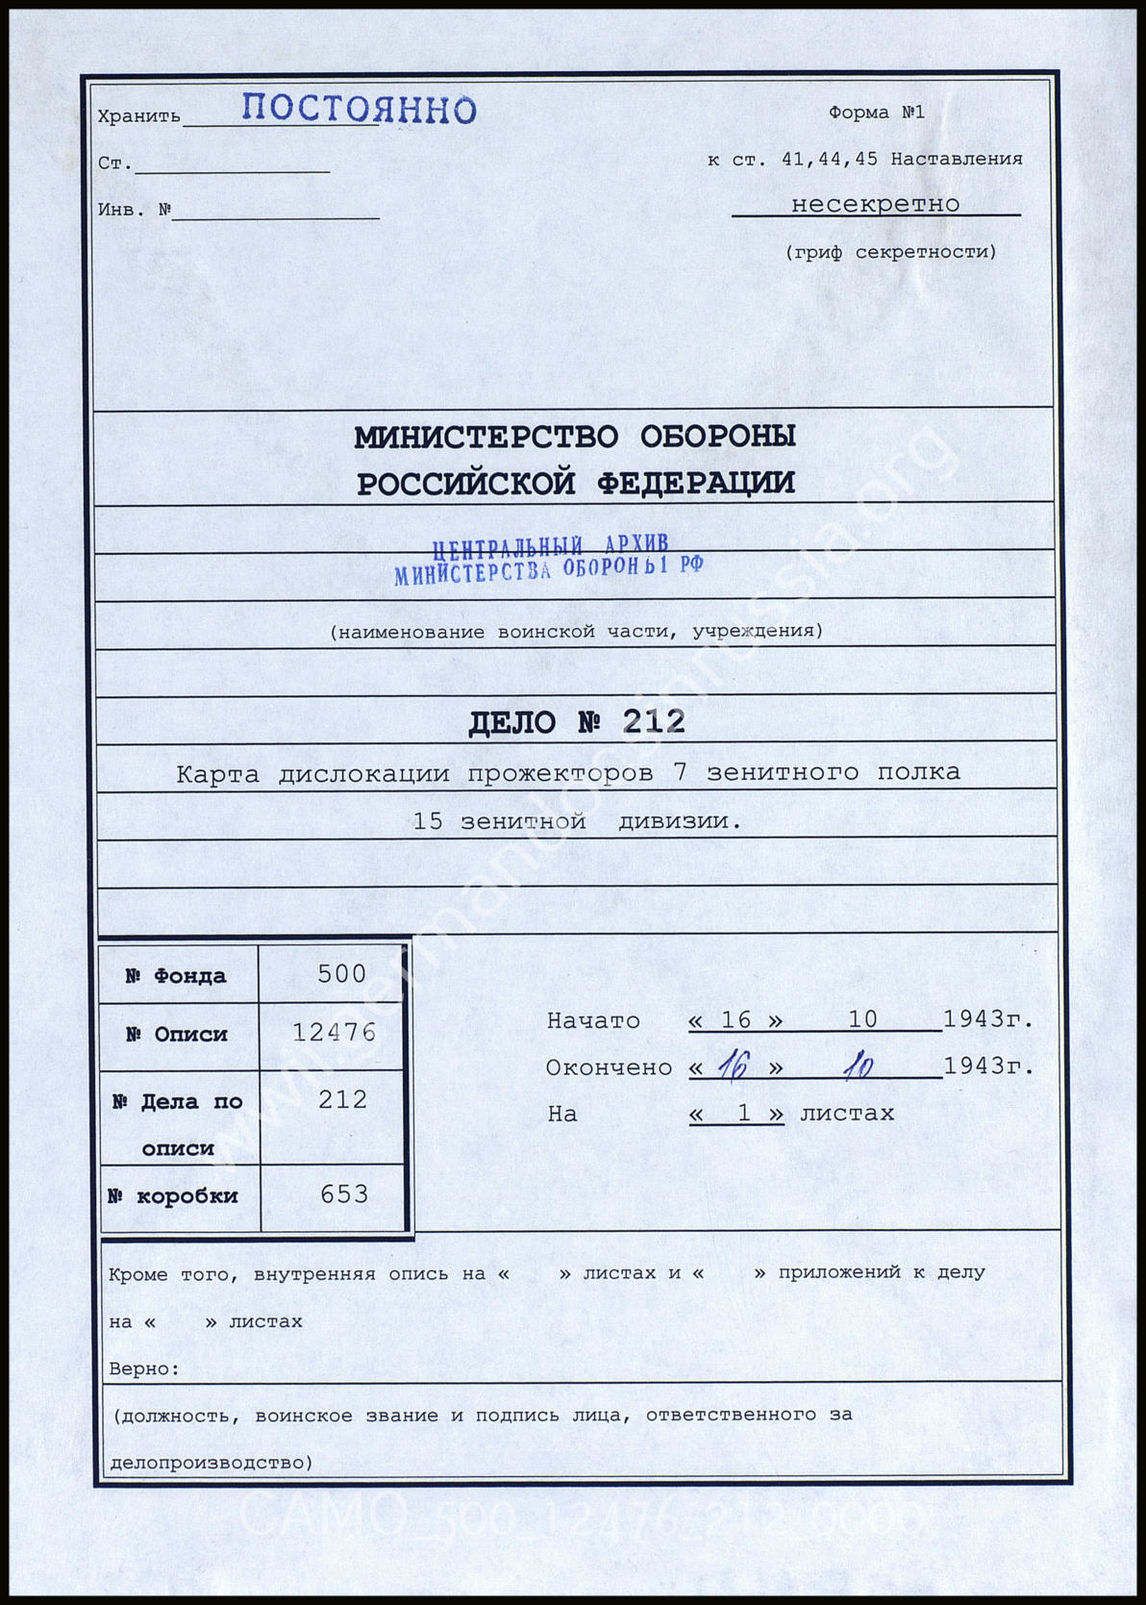 Хранить ПОСТОЯННО
Форма №1
Ст.
к ст. 41,44,45 Наставления
Инв. №
несекретно
(гриф секретности)
МИНИСТЕРСТВО ОБОРОНЫ
РОССИЙСКОЙ ФЕДЕРАЦИИ
ЦЕНТРАЛЬНЫЙ АРХИВ
МИНИСТЕРСТВА ОБОРОНЫ РФ
(наименование воинской части, учреждения)
ДЕЛО № 212
Карта дислокации прожекторов 7 зенитного полка
15 зенитной дивизии.
№ Фонда 500
№ Описи 12476
№ Дела по
описи 212
№ коробки 653
Начато « 16 » 10 1943г.
Окончено « 16 » 10 1943г.
На « 1 » листах
Кроме того, внутренняя опись на « » листах и « » приложений к делу
на « » листах
Верно:
(должность, воинское звание и подпись лица, ответственного за
делопроизводство)
www.germandocsinrussia.org
CAMO_500_12476_212_0000